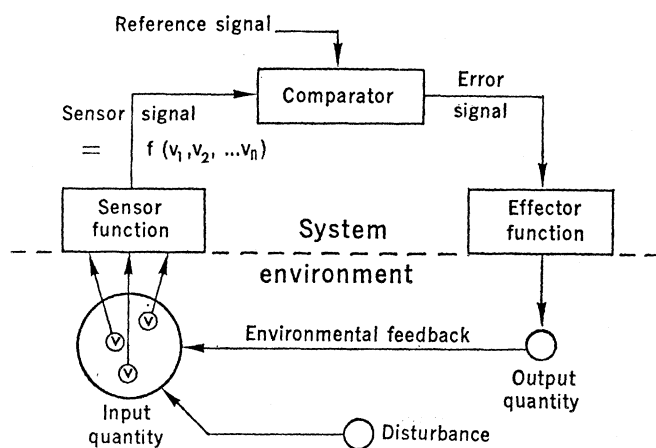 Reference signal
Comparator
Error
signal
Sensor signal
= f (v₁,v₂, ...vₙ)
Sensor
function
Effector
function
System
environment
v
v
v
Environmental feedback
Input
quantity
Output
quantity
Disturbance